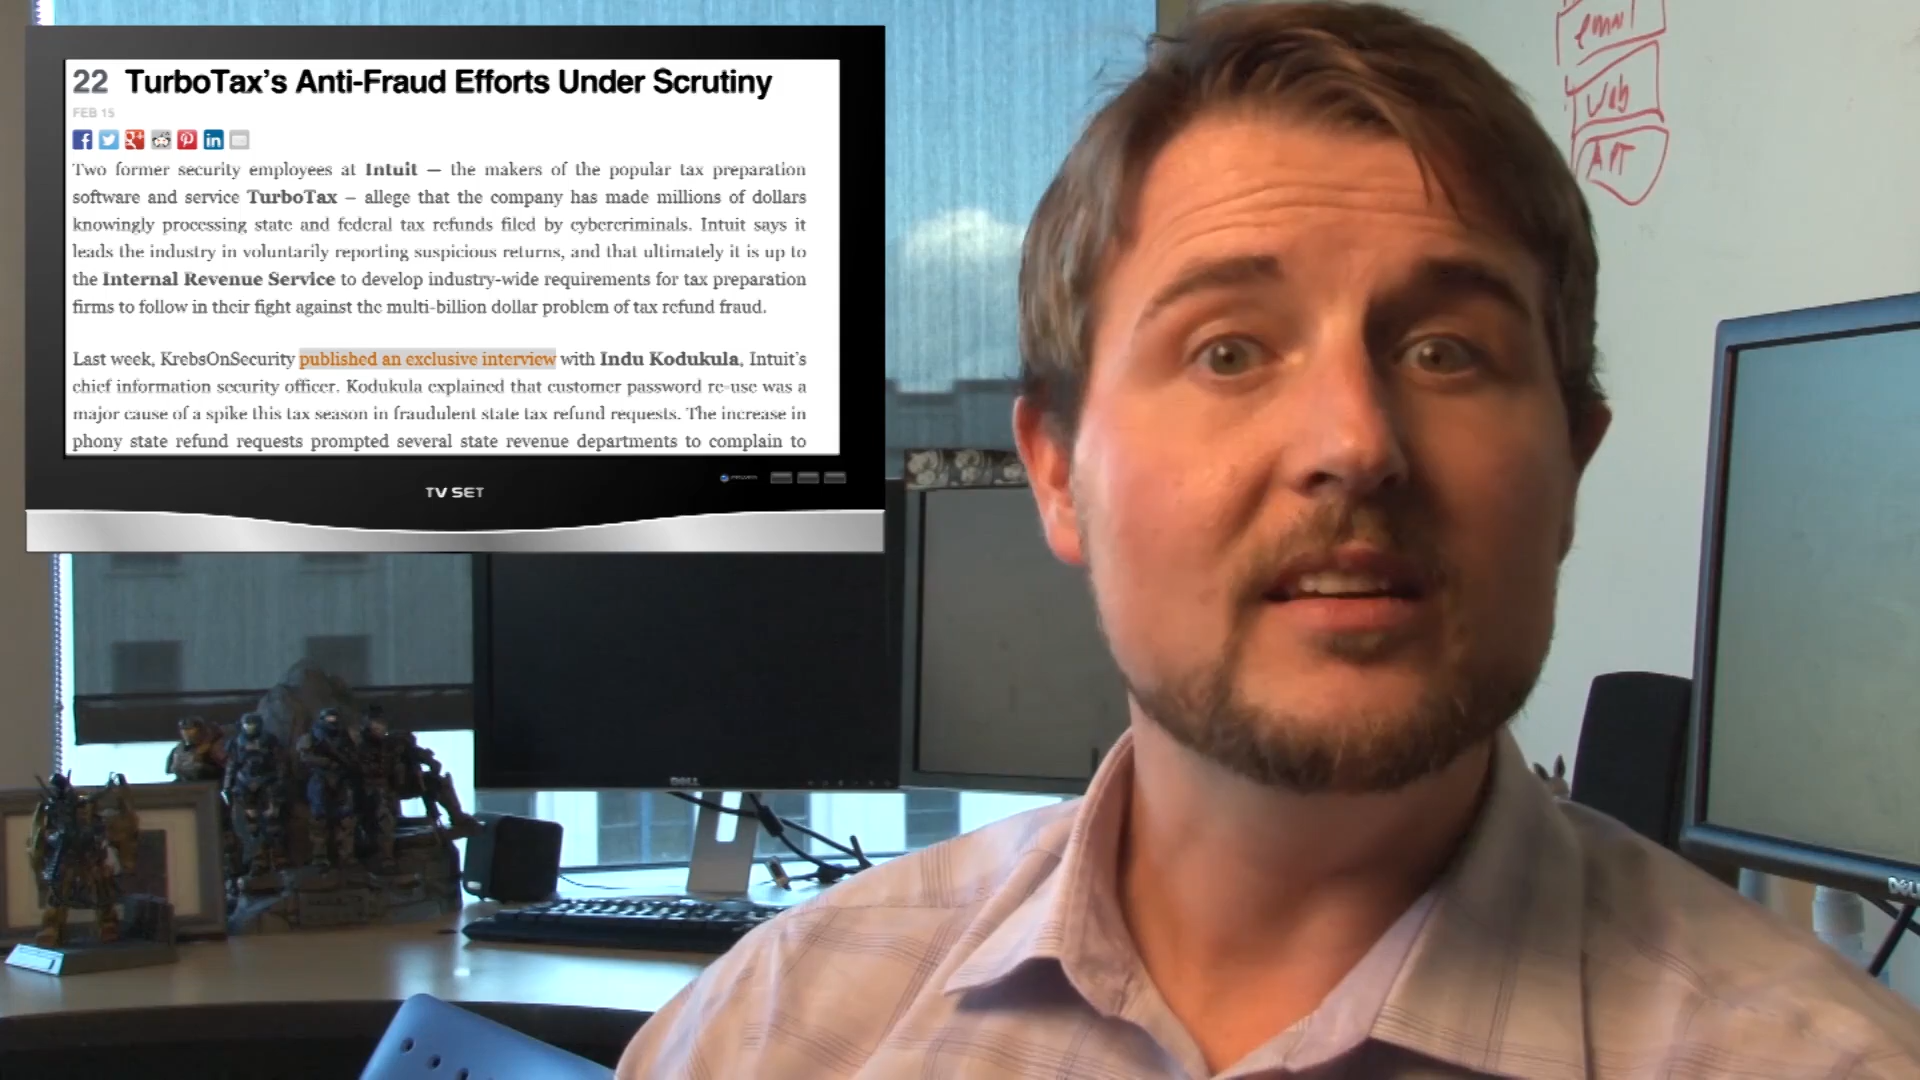 22 TurboTax's Anti-Fraud Efforts Under Scrutiny
FEB 15
Two former security employees at Intuit — the makers of the popular tax preparation
software and service TurboTax – allege that the company has made millions of dollars
knowingly processing state and federal tax refunds filed by cybercriminals. Intuit says it
leads the industry in voluntarily reporting suspicious returns, and that ultimately it is up to
the Internal Revenue Service to develop industry-wide requirements for tax preparation
firms to follow in their fight against the multi-billion dollar problem of tax refund fraud.
Last week, KrebsOnSecurity published an exclusive interview with Indu Kodukula, Intuit's
chief information security officer. Kodukula explained that customer password re-use was a
major cause of a spike this tax season in fraudulent state tax refund requests. The increase in
phony state refund requests prompted several state revenue departments to complain to
TV SET
email
Web
APT
DELL
DELL